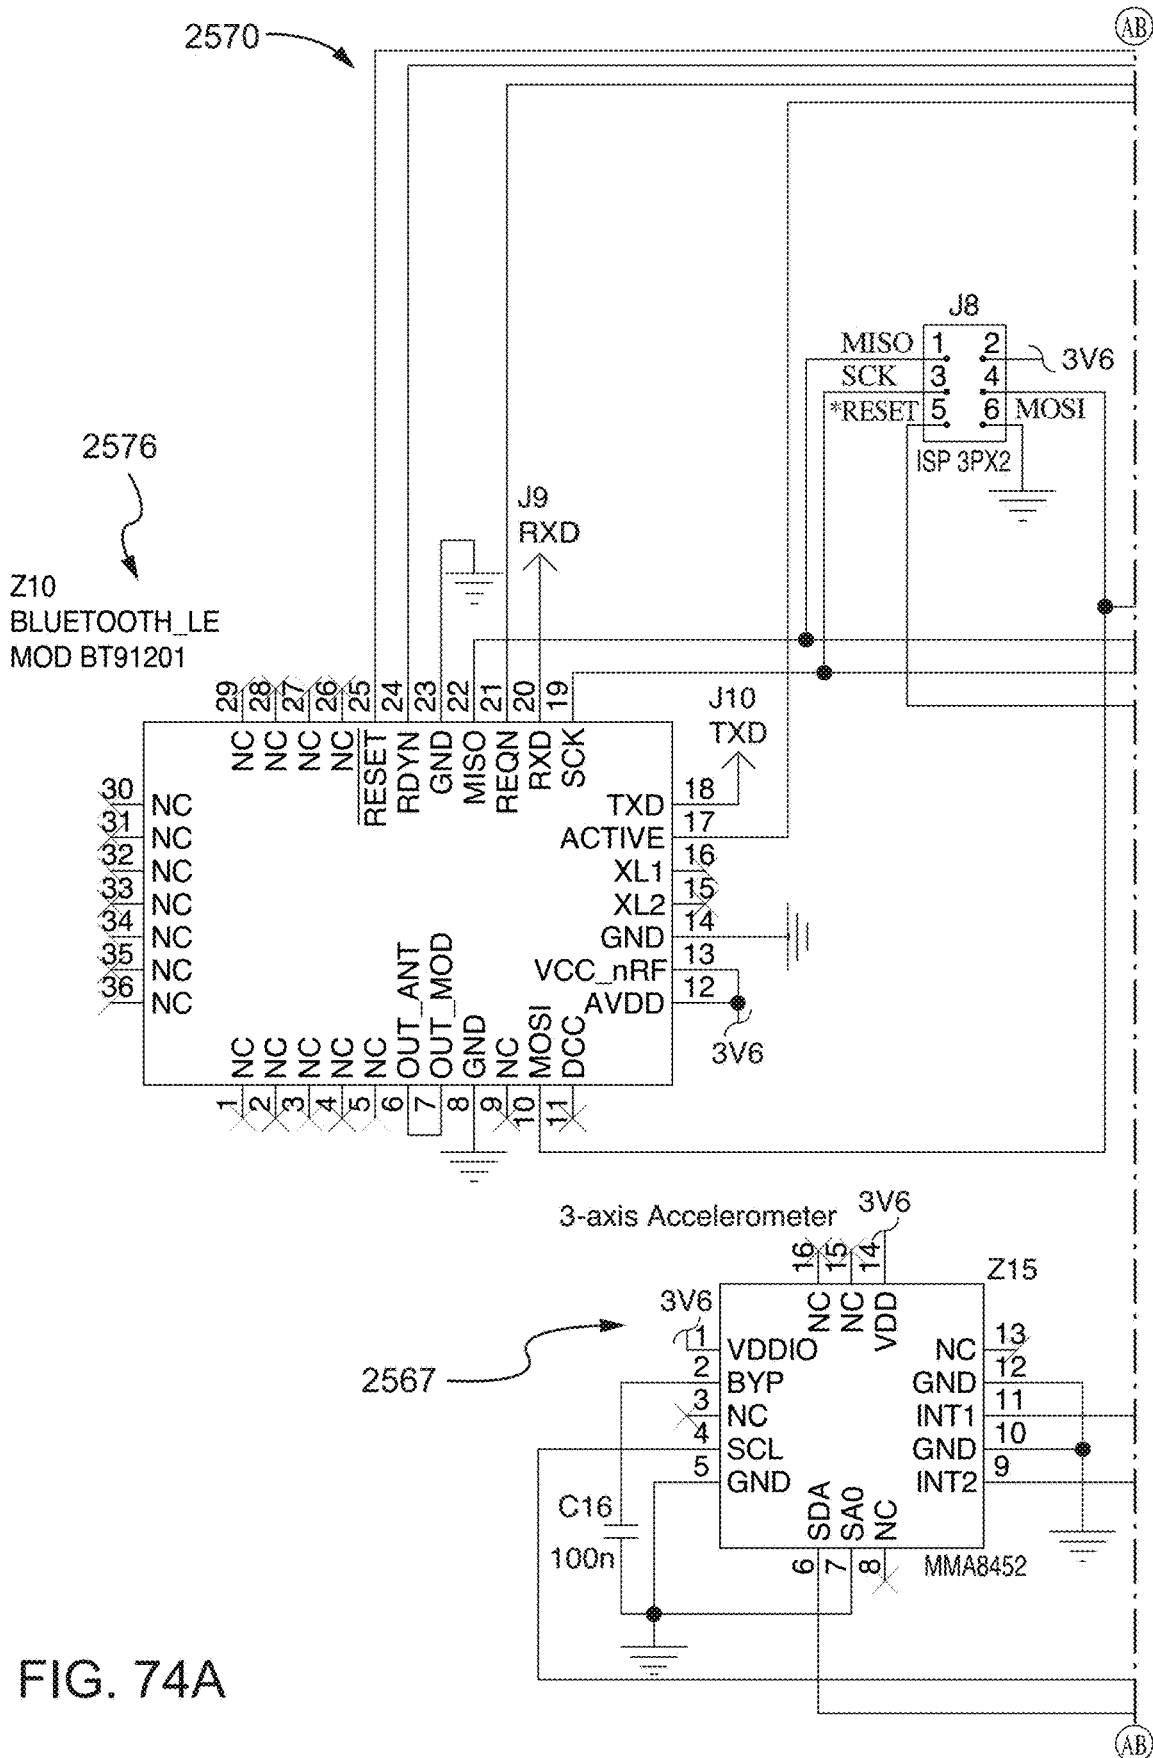 2570
AB
J8
MISO 1 2 3V6
SCK 3 4
*RESET 5 6 MOSI
ISP 3PX2
2576
J9
RXD
Z10
BLUETOOTH_LE
MOD BT91201
29 28 27 26 25 24 23 22 21 20 19
NC NC NC NC RESET RDYN GND MISO REQN RXD SCK
J10
TXD
30 NC
31 NC
32 NC
33 NC
34 NC
35 NC
36 NC
TXD 18
ACTIVE 17
XL1 16
XL2 15
GND 14
VCC_nRF 13
AVDD 12
3V6
NC NC NC NC NC OUT_ANT OUT_MOD GND NC MOSI DCC
1 2 3 4 5 6 7 8 9 10 11
3-axis Accelerometer
3V6
16 15 14
NC NC VDD
Z15
3V6
2567
1 VDDIO
2 BYP
3 NC
4 SCL
5 GND
NC 13
GND 12
INT1 11
GND 10
INT2 9
SDA SA0 NC
6 7 8
MMA8452
C16
100n
FIG. 74A
AB